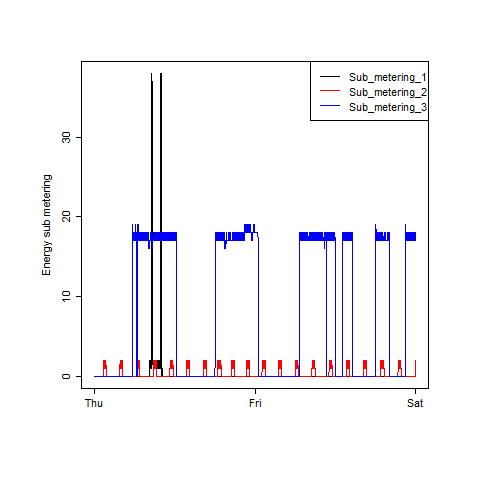 Sub_metering_1
Sub_metering_2
Sub_metering_3
Energy sub metering
30
20
10
0
Thu Fri Sat